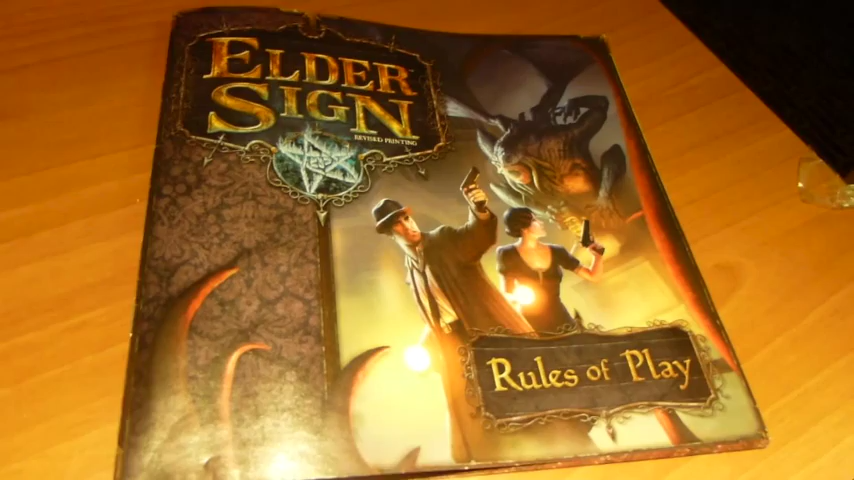 ELDER
SIGN
REVISED PRINTING
Rules of Play